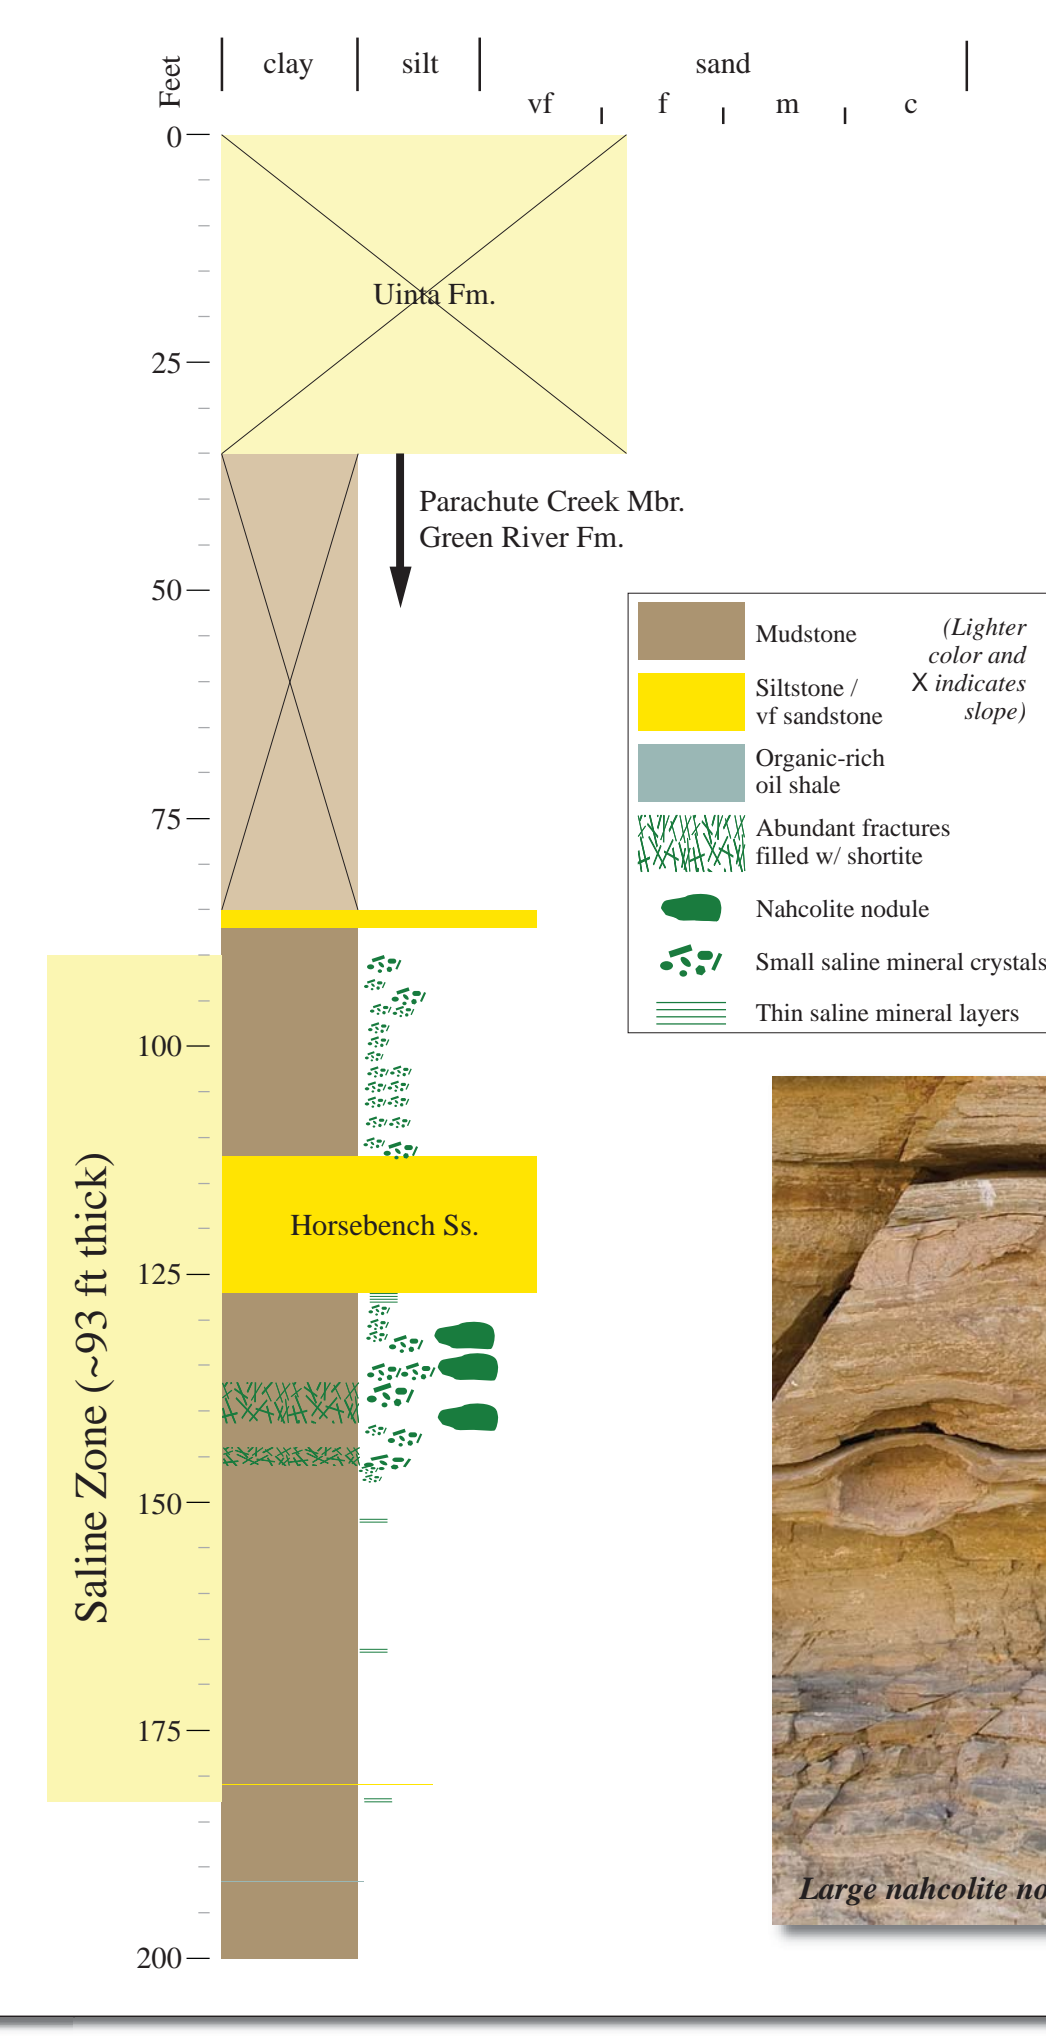 Feet
clay
silt
sand
vf
f
m
c
0
25
50
75
100
125
150
175
200
Uinta Fm.
Parachute Creek Mbr.
Green River Fm.
Horsebench Ss.
Saline Zone (~93 ft thick)
Mudstone
(Lighter
color and
X indicates
slope)
Siltstone /
vf sandstone
Organic-rich
oil shale
Abundant fractures
filled w/ shortite
Nahcolite nodule
Small saline mineral crystals
Thin saline mineral layers
Large nahcolite